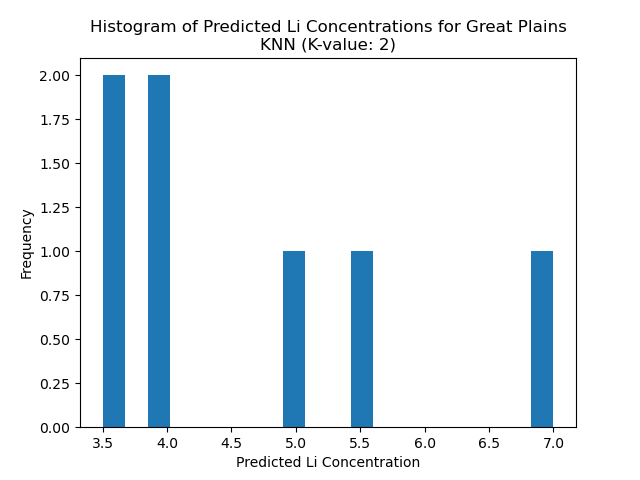 Histogram of Predicted Li Concentrations for Great Plains
KNN (K-value: 2)
Frequency
2.00
1.75
1.50
1.25
1.00
0.75
0.50
0.25
0.00
3.5 4.0 4.5 5.0 5.5 6.0 6.5 7.0
Predicted Li Concentration